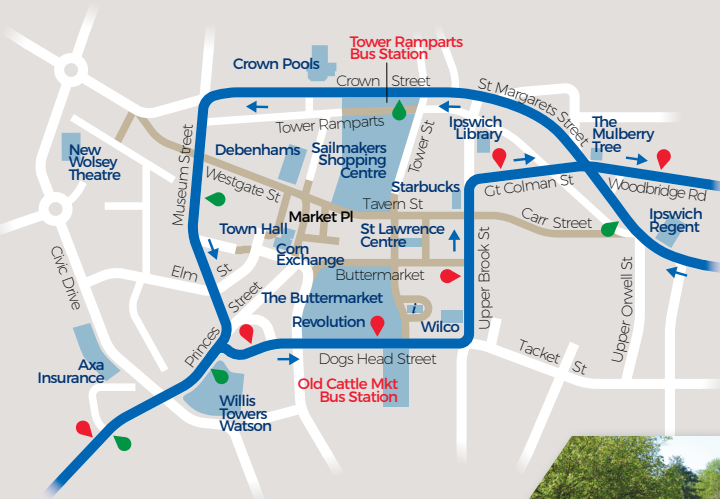 Tower Ramparts
Bus Station
Crown Pools
Crown Street
St Margarets Street
Tower Ramparts
Ipswich
Library
The
Mulberry
Tree
New
Wolsey
Theatre
Museum Street
Debenhams
Sailmakers
Shopping
Centre
Tower St
Westgate St
Starbucks
Gt Colman St
Woodbridge Rd
Tavern St
Market Pl
Carr Street
Ipswich
Regent
Town Hall
St Lawrence
Centre
Corn
Exchange
Civic Drive
Elm St
Buttermarket
Upper Brook St
Upper Orwell St
The Buttermarket
i
Princes Street
Revolution
Wilco
Axa
Insurance
Dogs Head Street
Tacket St
Old Cattle Mkt
Bus Station
Willis
Towers
Watson